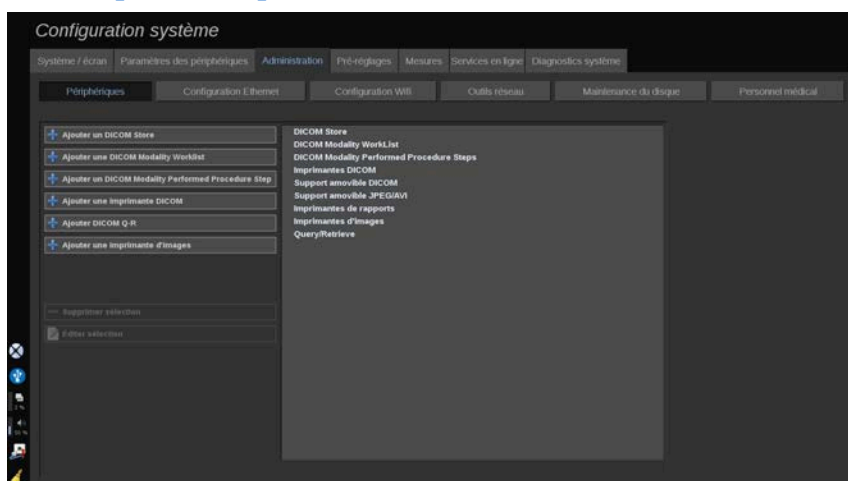 Configuration système
Système / écran Paramètres des périphériques Administration Pré-réglages Mesures Services en ligne Diagnostics système
Périphériques Configuration Ethernet Configuration Wifi Outils réseau Maintenance du disque Personnel médical
Ajouter un DICOM Store
Ajouter une DICOM Modality Worklist
Ajouter un DICOM Modality Performed Procedure Step
Ajouter une imprimante DICOM
Ajouter DICOM Q-R
Ajouter une imprimante d'images
Supprimer sélection
Éditer sélection
DICOM Store
DICOM Modality WorkList
DICOM Modality Performed Procedure Steps
Imprimantes DICOM
Support amovible DICOM
Support amovible JPEG/AVI
Imprimantes de rapports
Imprimantes d'images
Query/Retrieve